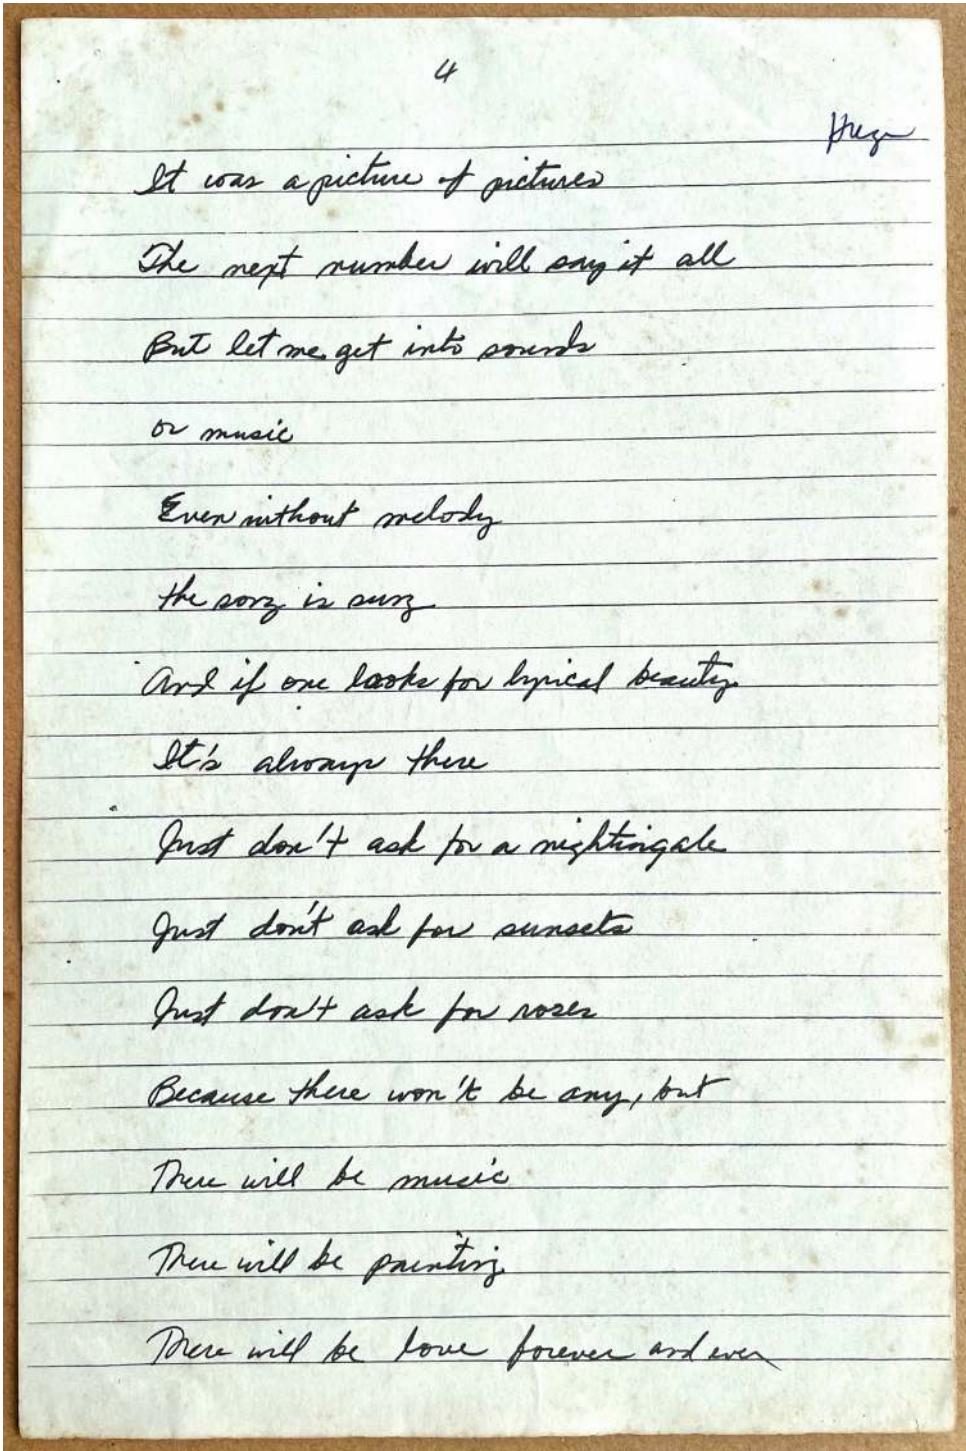 4
It was a picture of pictures
The next number will say it all
But let me get into sounds
or music
Even without melody
the song is sung
And if one looks for lyrical beauty
It's always there
Just don't ask for a nightingale
Just don't ask for sunsets
Just don't ask for roses
Because there won't be any, but
There will be music
There will be painting
There will be love forever and ever